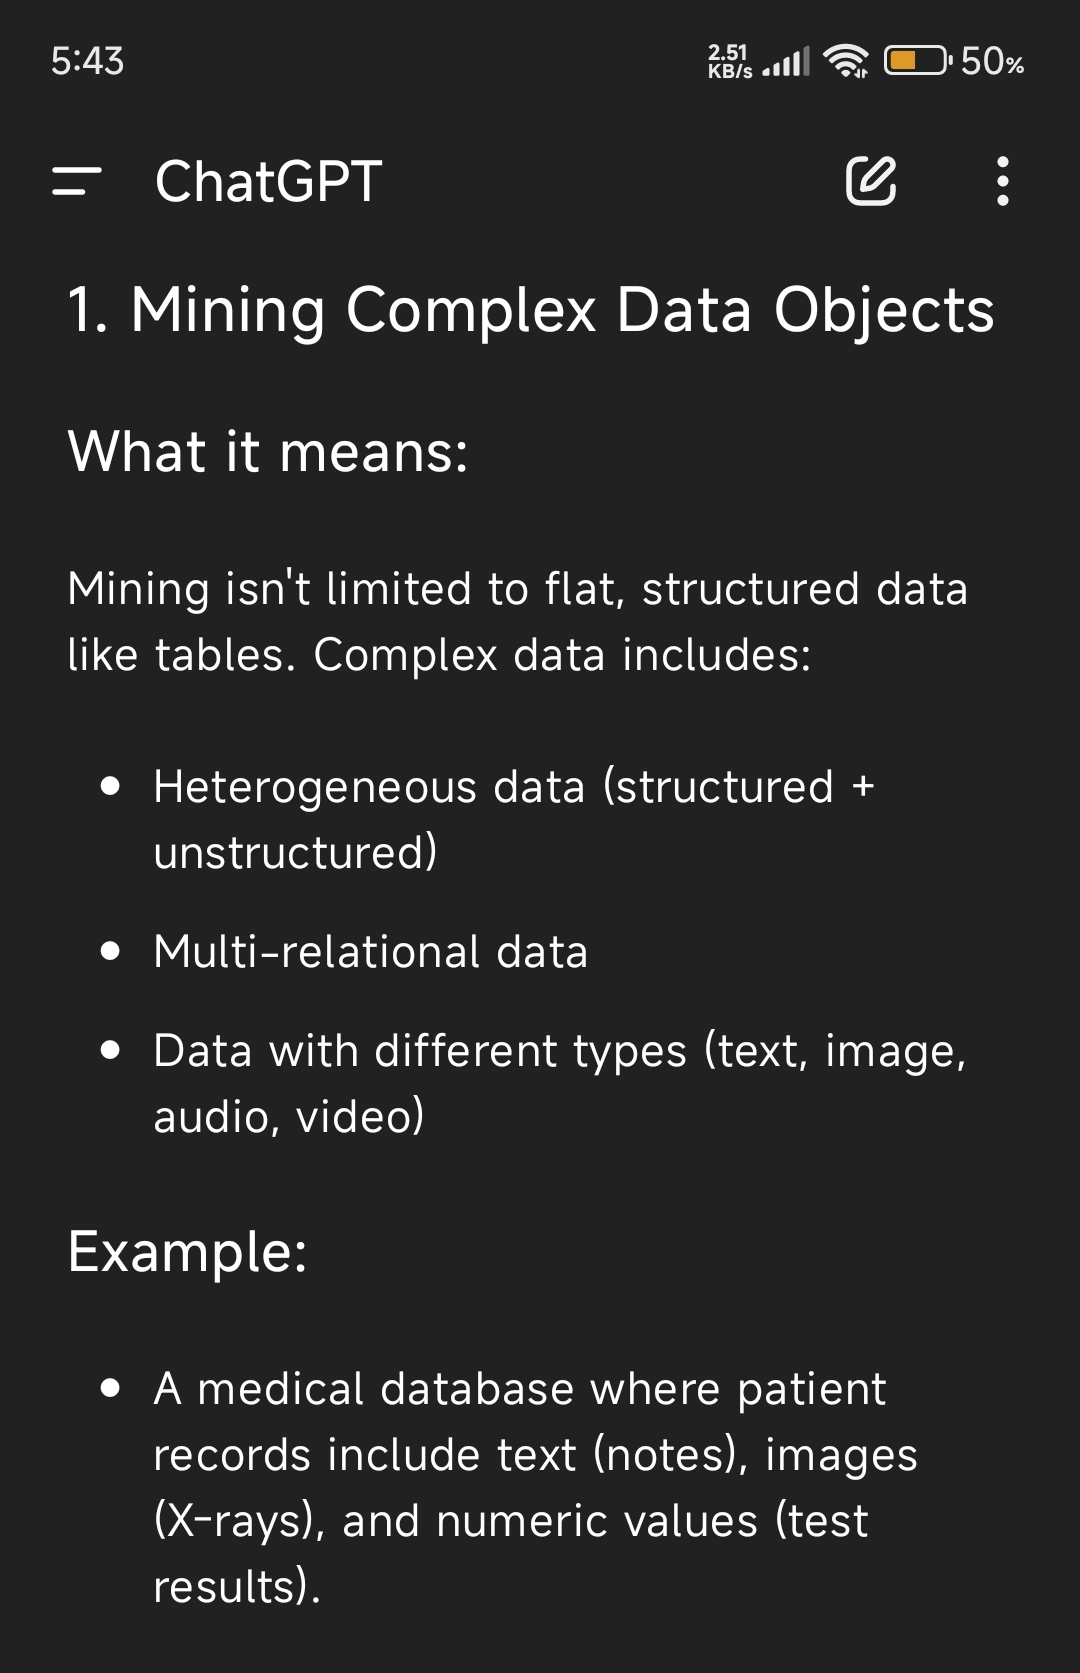 5:43
2.51
KB/s
50%
ChatGPT
1. Mining Complex Data Objects
What it means:
Mining isn't limited to flat, structured data
like tables. Complex data includes:
• Heterogeneous data (structured +
unstructured)
• Multi-relational data
• Data with different types (text, image,
audio, video)
Example:
• A medical database where patient
records include text (notes), images
(X-rays), and numeric values (test
results).